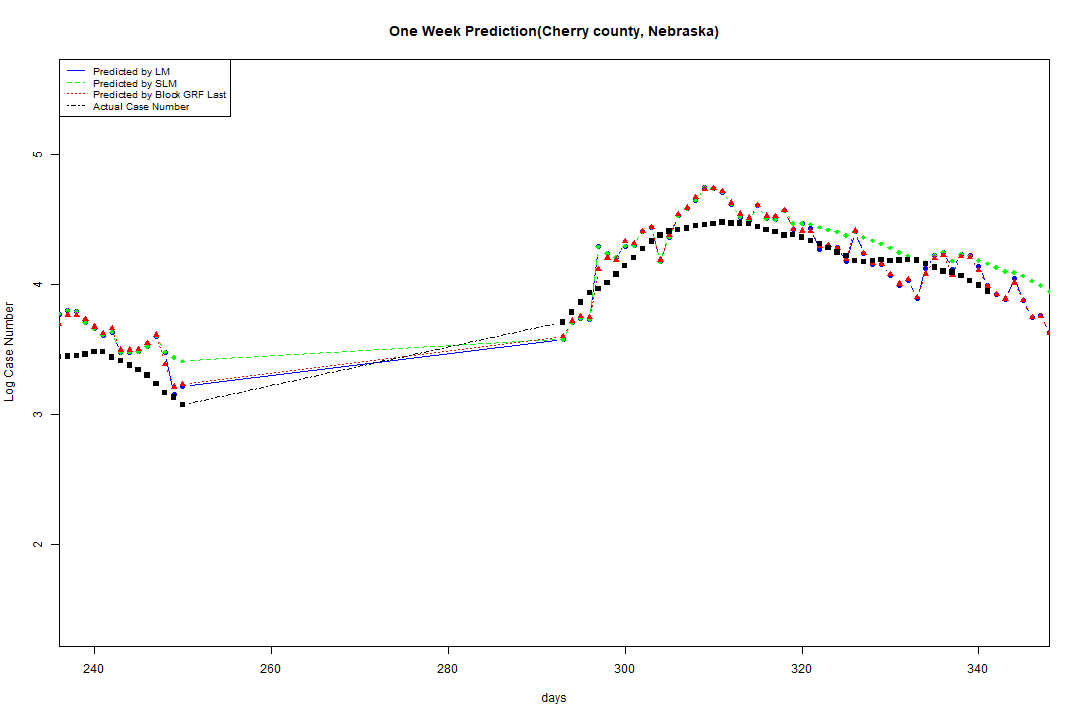 One Week Prediction(Cherry county, Nebraska)
Predicted by LM
Predicted by SLM
Predicted by Block GRF Last
Actual Case Number
5
4
3
2
Log Case Number
240 260 280 300 320 340
days